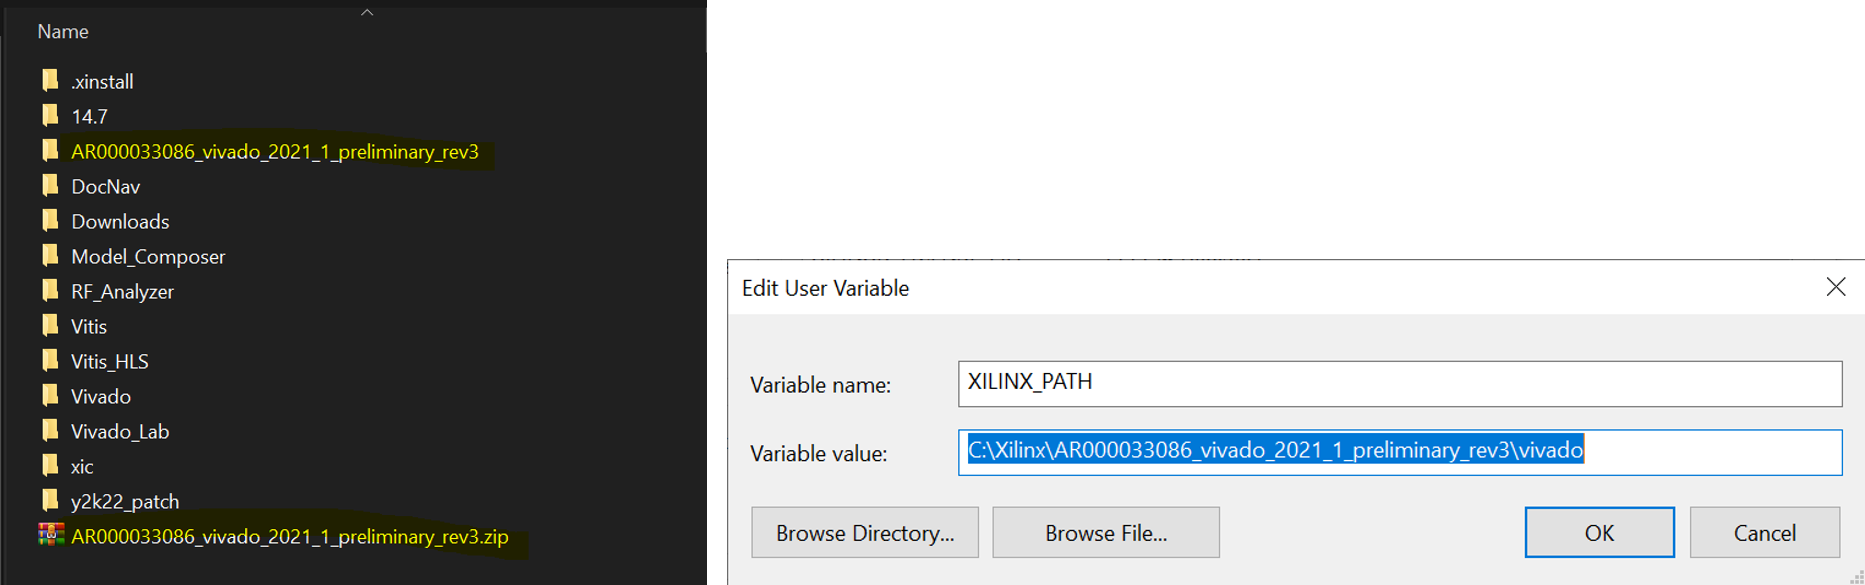 Name
.xinstall
14.7
AR000033086_vivado_2021_1_preliminary_rev3
DocNav
Downloads
Model_Composer
RF_Analyzer
Vitis
Vitis_HLS
Vivado
Vivado_Lab
xic
y2k22_patch
AR000033086_vivado_2021_1_preliminary_rev3.zip
Edit User Variable
Variable name: XILINX_PATH
Variable value: C:\Xilinx\AR000033086_vivado_2021_1_preliminary_rev3\vivado
Browse Directory... Browse File... OK Cancel